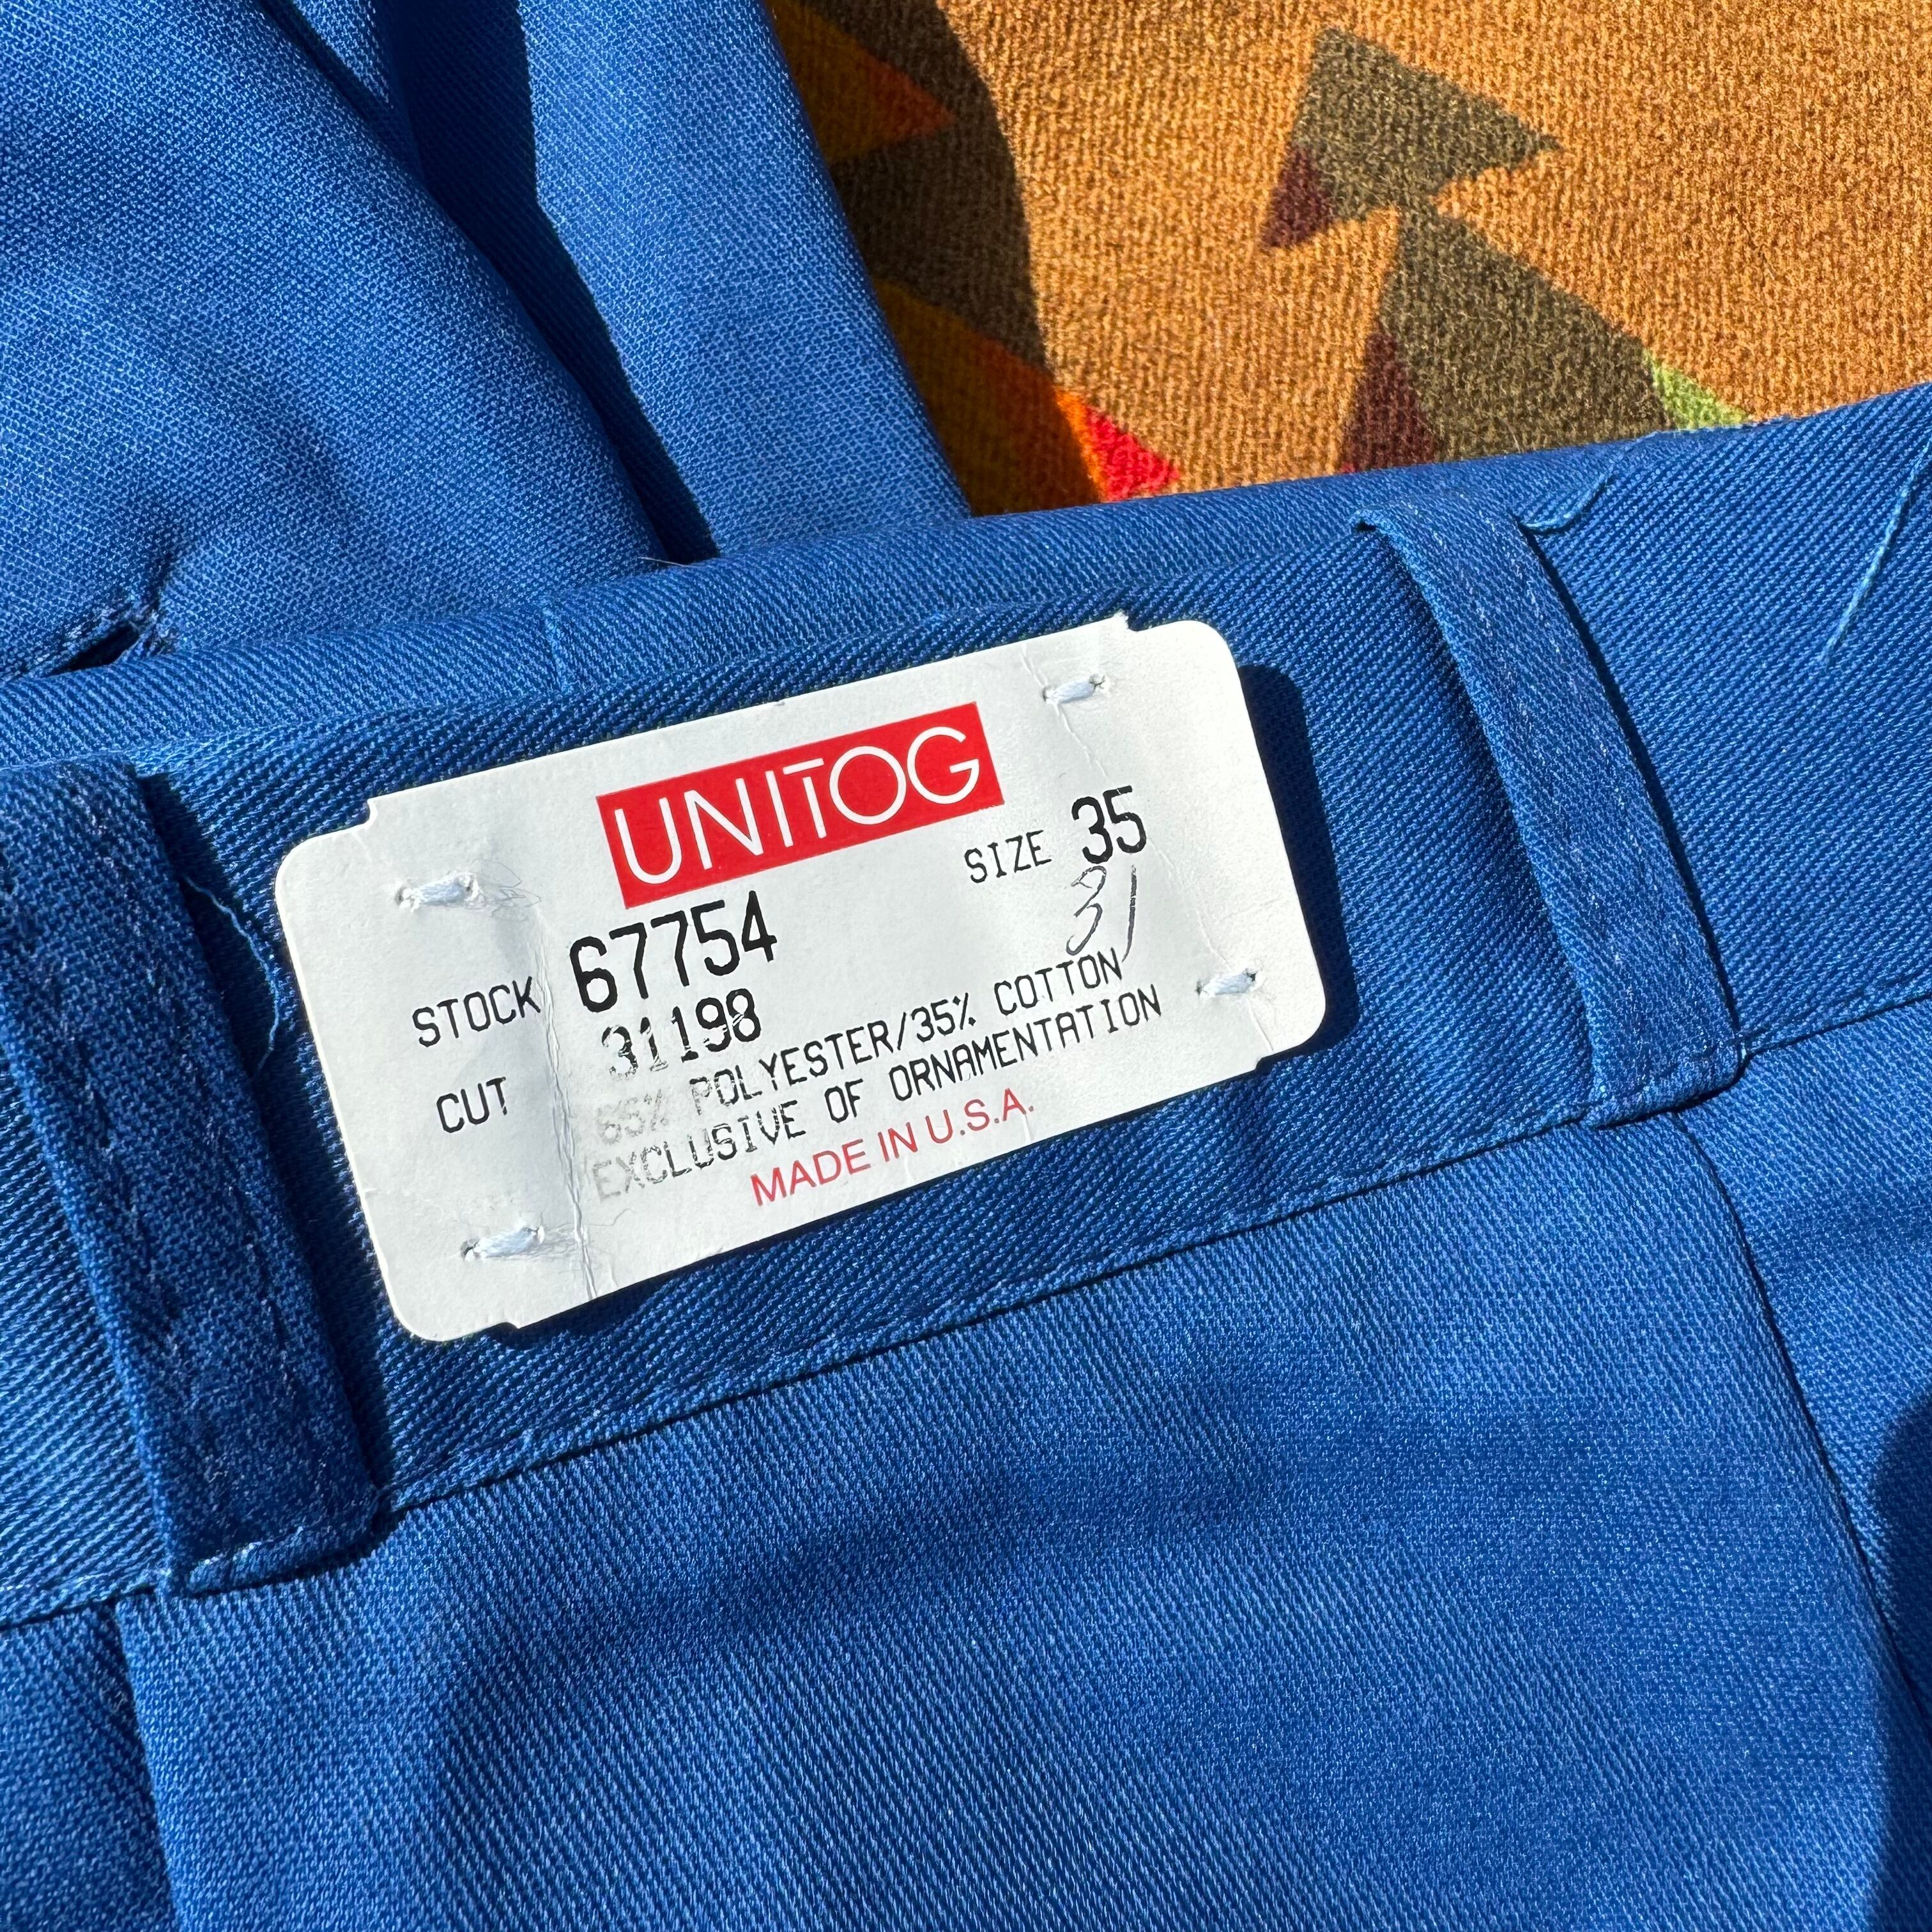 UNITOG
SIZE 35
31
STOCK 67754
CUT 31198
65% POLYESTER/35% COTTON
EXCLUSIVE OF ORNAMENTATION
MADE IN U.S.A.